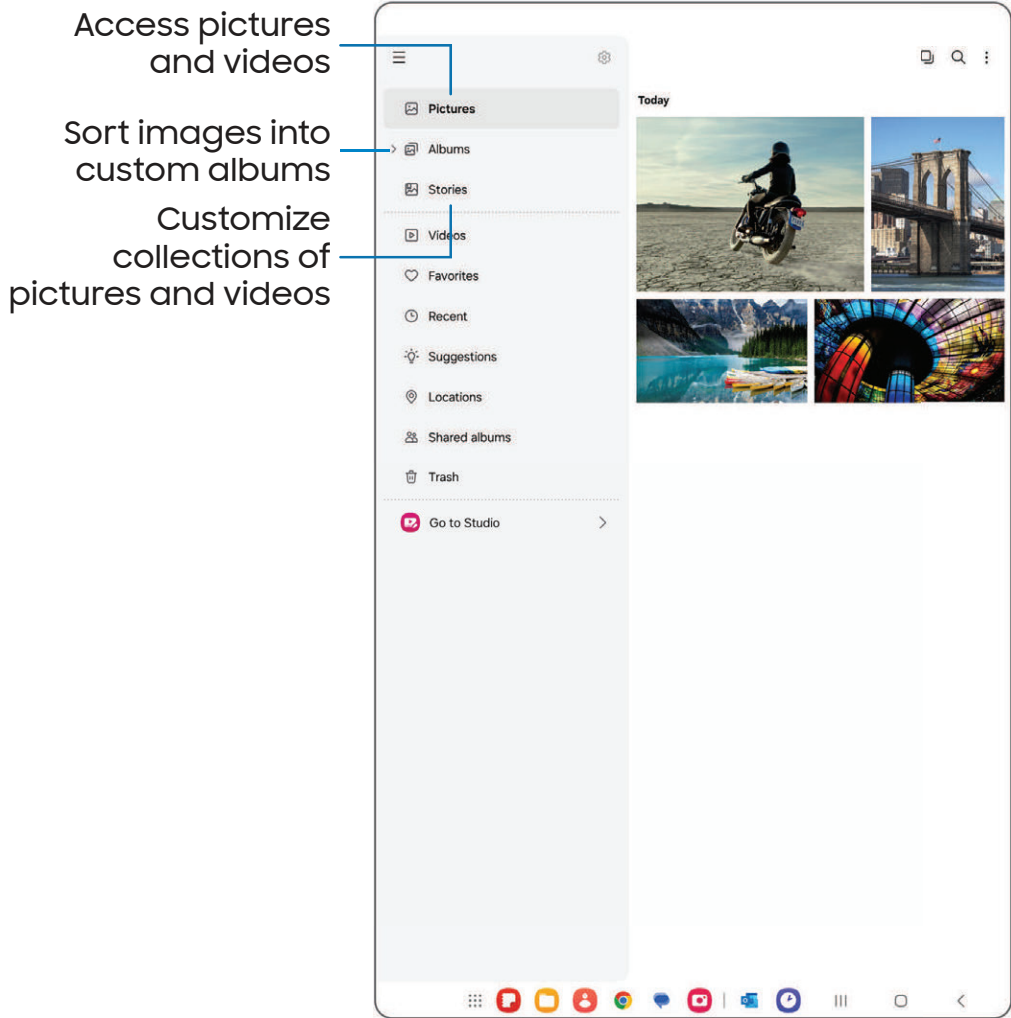 Access pictures
and videos
Sort images into
custom albums
Customize
collections of
pictures and videos
Pictures
Albums
Stories
Videos
Favorites
Recent
Suggestions
Locations
Shared albums
Trash
Go to Studio
Today